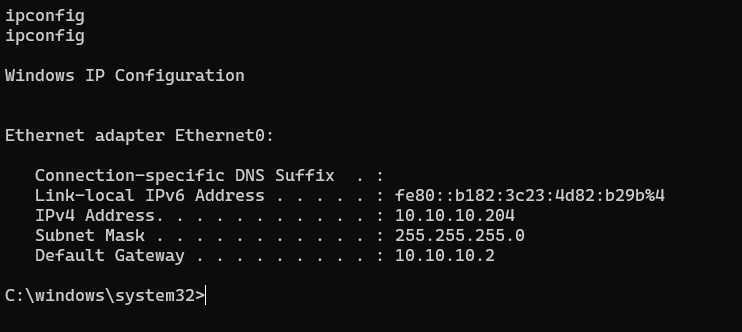 ipconfig
ipconfig
Windows IP Configuration
Ethernet adapter Ethernet0:
Connection-specific DNS Suffix  . :
Link-local IPv6 Address . . . . . : fe80::b182:3c23:4d82:b29b%4
IPv4 Address. . . . . . . . . . . : 10.10.10.204
Subnet Mask . . . . . . . . . . . : 255.255.255.0
Default Gateway . . . . . . . . . : 10.10.10.2
C:\windows\system32>